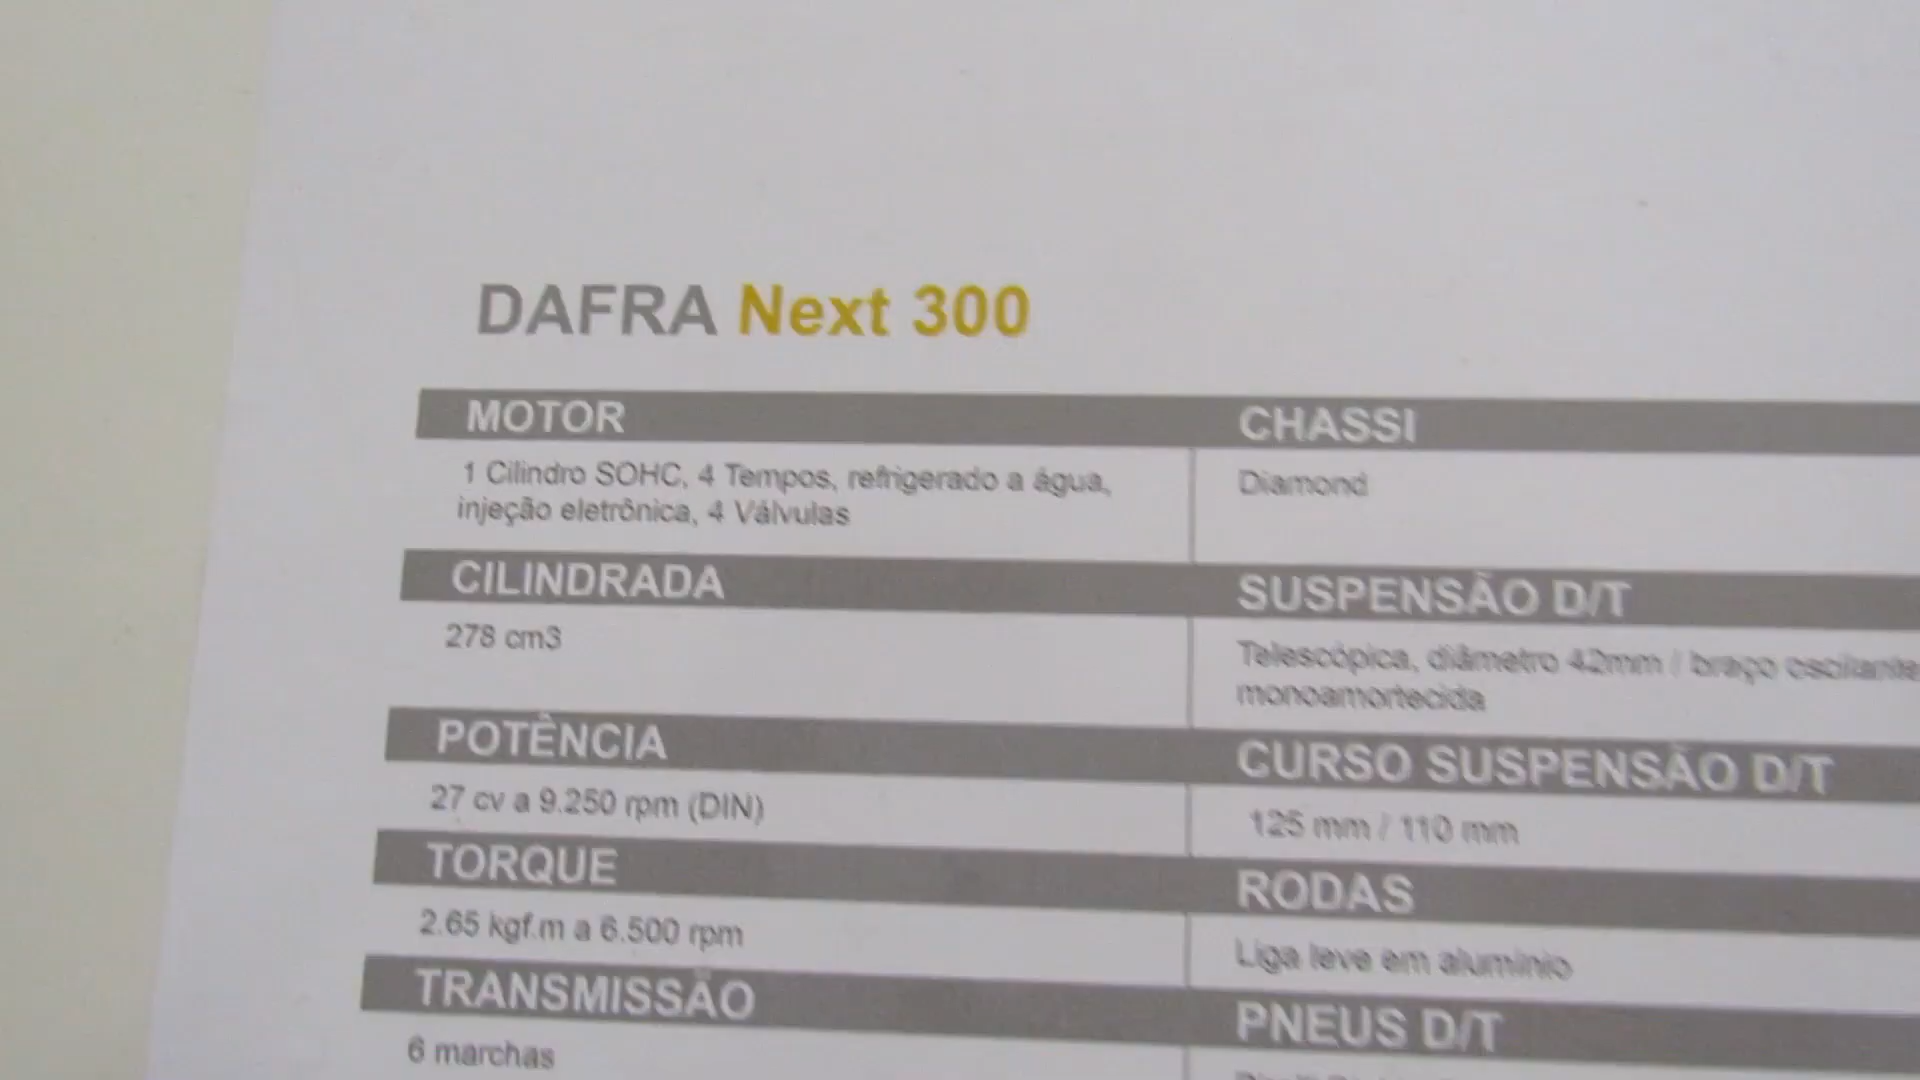 DAFRA Next 300
MOTOR
1 Cilindro SOHC, 4 Tempos, refrigerado a água,
injeção eletrônica, 4 Válvulas
CILINDRADA
278 cm3
POTÊNCIA
27 cv a 9.250 rpm (DIN)
TORQUE
2.65 kgf.m a 6.500 rpm
TRANSMISSÃO
6 marchas
CHASSI
Diamond
SUSPENSÃO D/T
Telescópica, diâmetro 42mm / braço oscilante
monoamortecida
CURSO SUSPENSÃO D/T
125 mm / 110 mm
RODAS
Liga leve em alumínio
PNEUS D/T